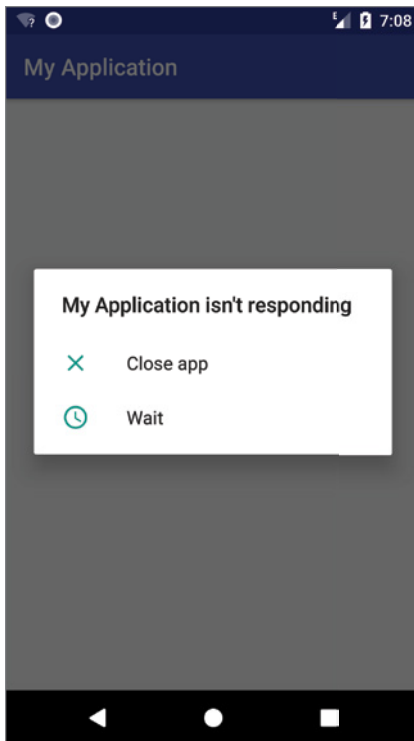 ? E 7:08
My Application
My Application isn't responding
Close app
Wait